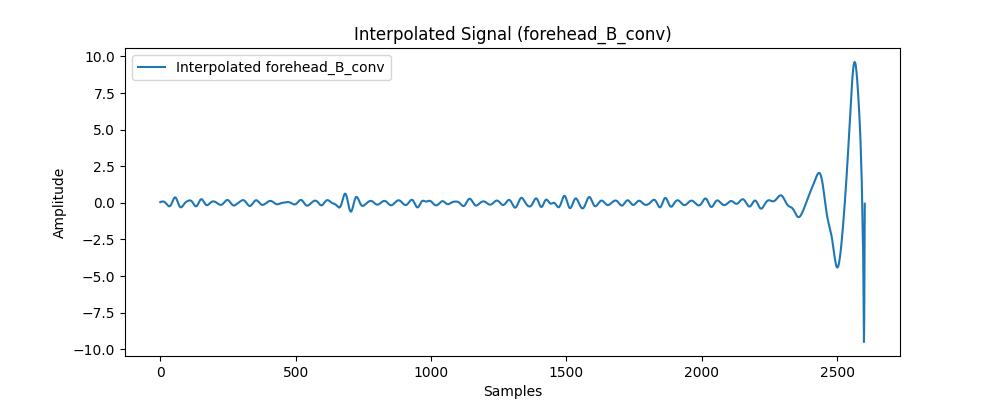 Interpolated Signal (forehead_B_conv)
Interpolated forehead_B_conv
10.0
7.5
5.0
2.5
0.0
−2.5
−5.0
−7.5
−10.0
Amplitude
0 500 1000 1500 2000 2500
Samples